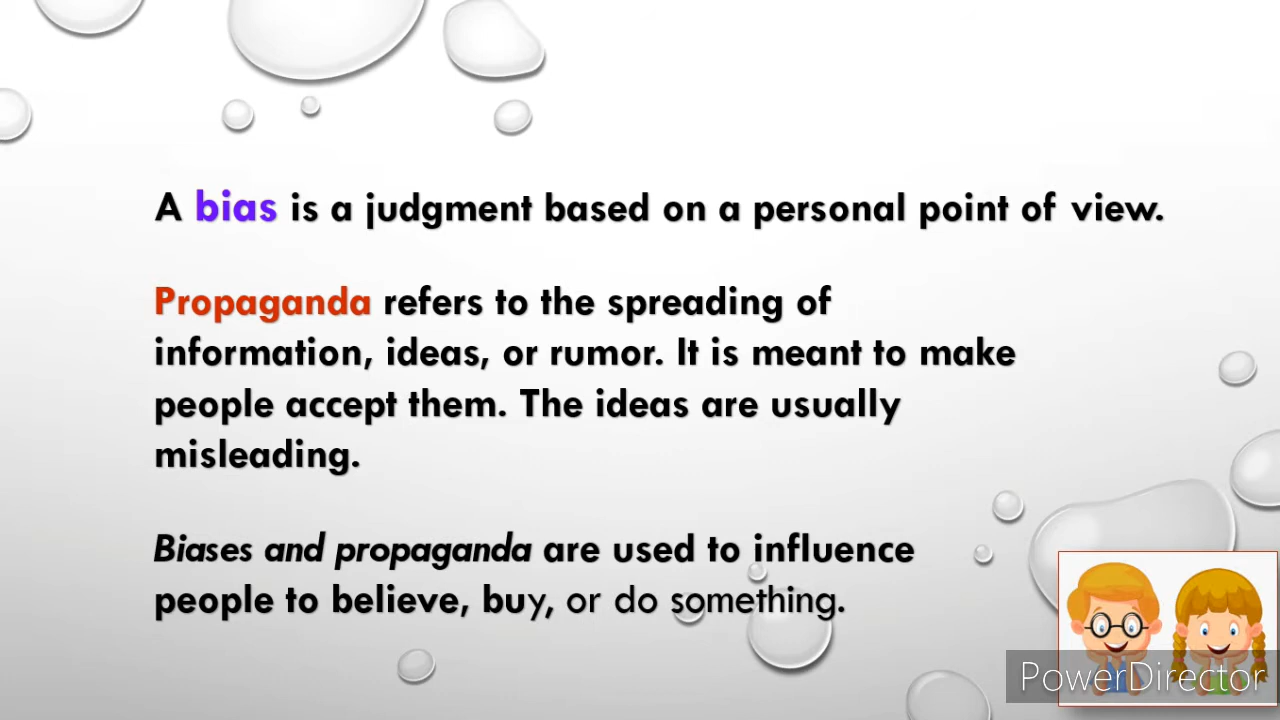 A bias is a judgment based on a personal point of view.
Propaganda refers to the spreading of
information, ideas, or rumor. It is meant to make
people accept them. The ideas are usually
misleading.
Biases and propaganda are used to influence
people to believe, buy, or do something.
PowerDirector